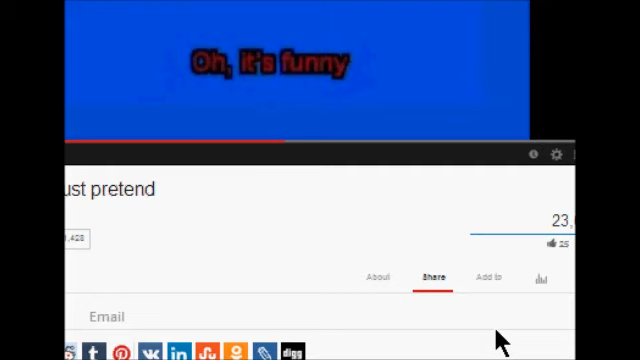 Oh, it's funny
ust pretend
23,
,428
25
About Share Add to
Email
digg